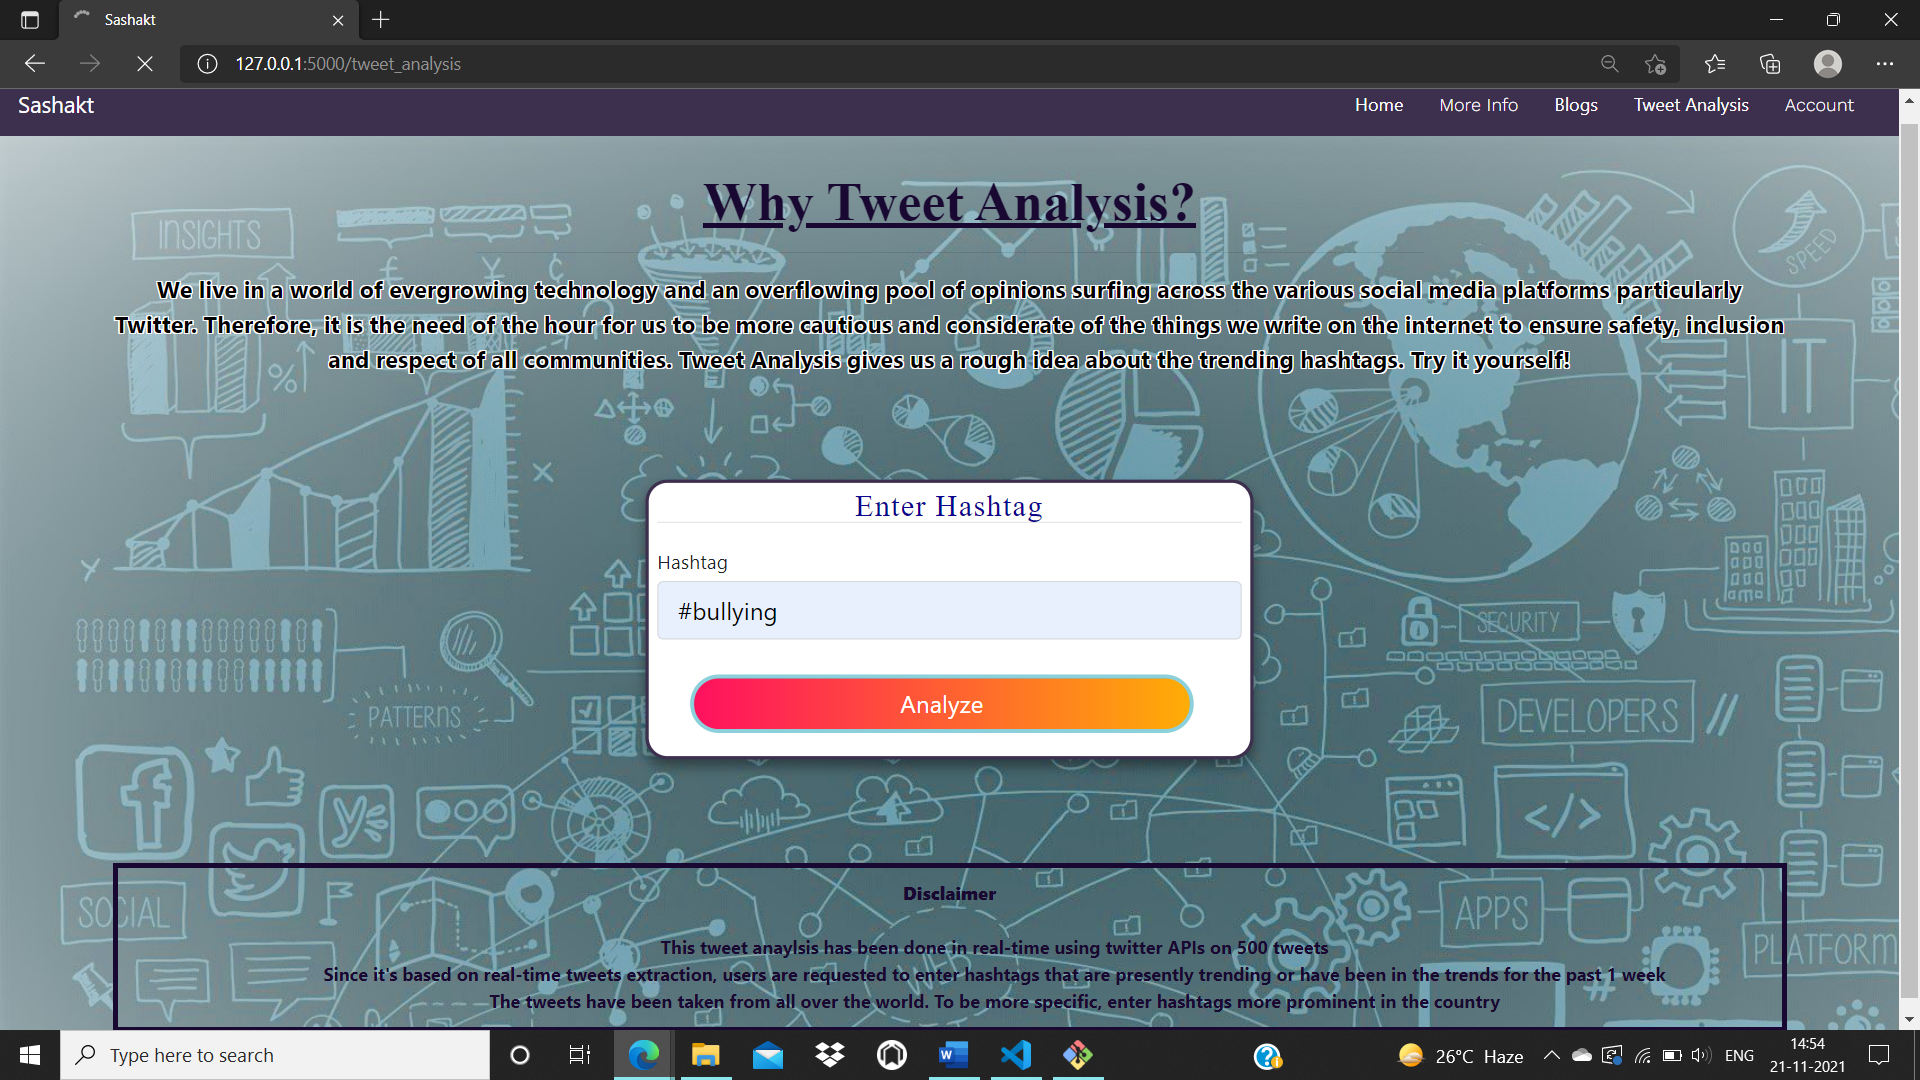 Sashakt
127.0.0.1:5000/tweet_analysis
Sashakt
Home More Info Blogs Tweet Analysis Account
Why Tweet Analysis?
INSIGHTS
SPEED
We live in a world of evergrowing technology and an overflowing pool of opinions surfing across the various social media platforms particularly
Twitter. Therefore, it is the need of the hour for us to be more cautious and considerate of the things we write on the internet to ensure safety, inclusion
and respect of all communities. Tweet Analysis gives us a rough idea about the trending hashtags. Try it yourself!
IT
Enter Hashtag
Hashtag
#bullying
SECURITY
Analyze
PATTERNS
DEVELOPERS //
</>
Disclaimer
SOCIAL
APPS
This tweet anaylsis has been done in real-time using twitter APIs on 500 tweets
PLATFORM
Since it's based on real-time tweets extraction, users are requested to enter hashtags that are presently trending or have been in the trends for the past 1 week
The tweets have been taken from all over the world. To be more specific, enter hashtags more prominent in the country
Type here to search
26°C Haze
ENG
14:54
21-11-2021